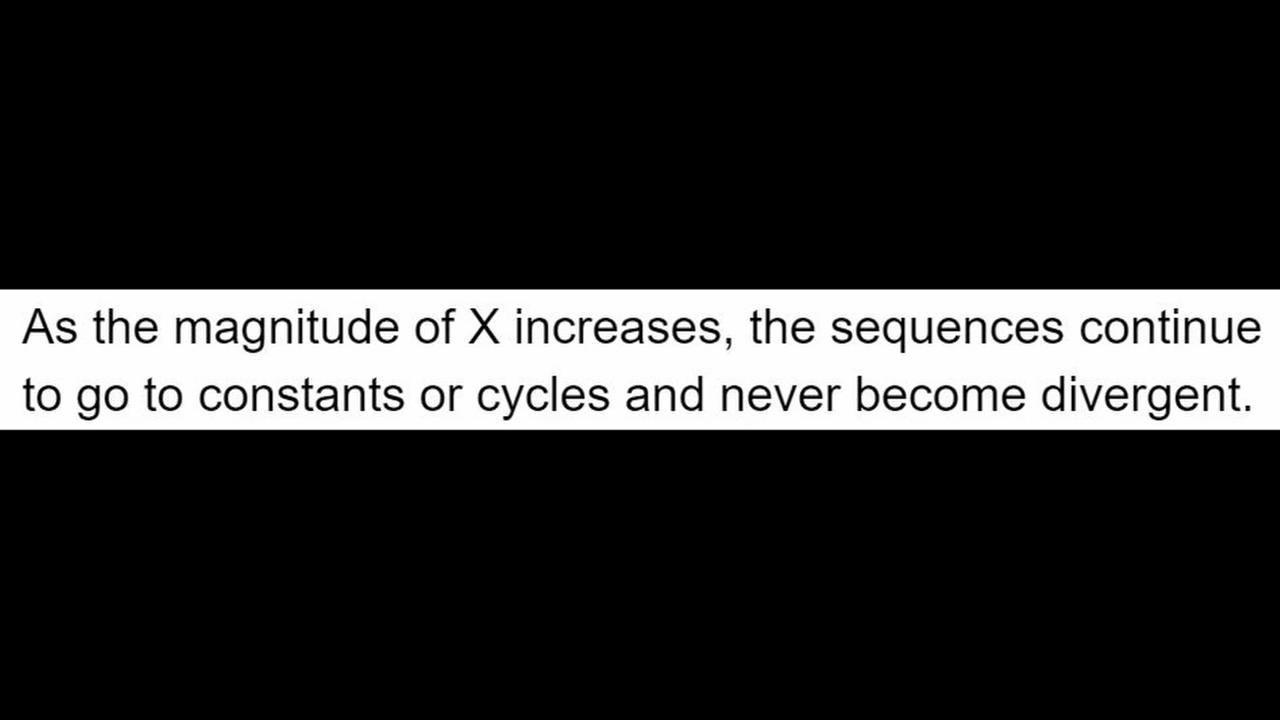 As the magnitude of X increases, the sequences continue
to go to constants or cycles and never become divergent.